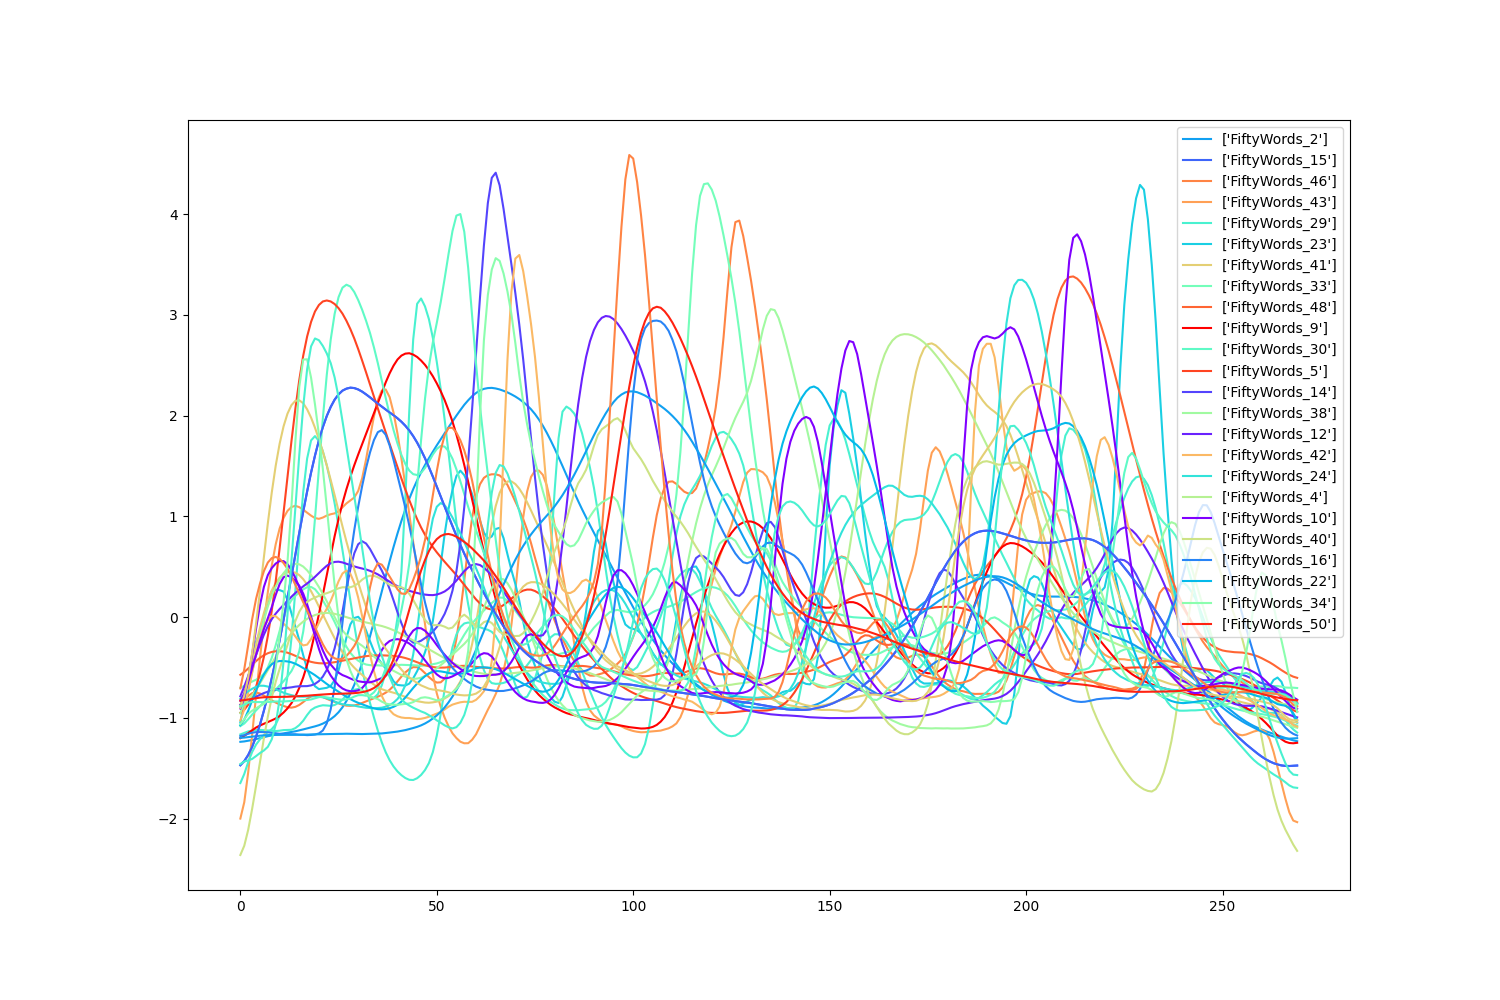 ['FiftyWords_2']
['FiftyWords_15']
['FiftyWords_46']
['FiftyWords_43']
['FiftyWords_29']
['FiftyWords_23']
['FiftyWords_41']
['FiftyWords_33']
['FiftyWords_48']
['FiftyWords_9']
['FiftyWords_30']
['FiftyWords_5']
['FiftyWords_14']
['FiftyWords_38']
['FiftyWords_12']
['FiftyWords_42']
['FiftyWords_24']
['FiftyWords_4']
['FiftyWords_10']
['FiftyWords_40']
['FiftyWords_16']
['FiftyWords_22']
['FiftyWords_34']
['FiftyWords_50']
4
3
2
1
0
−1
−2
0 50 100 150 200 250